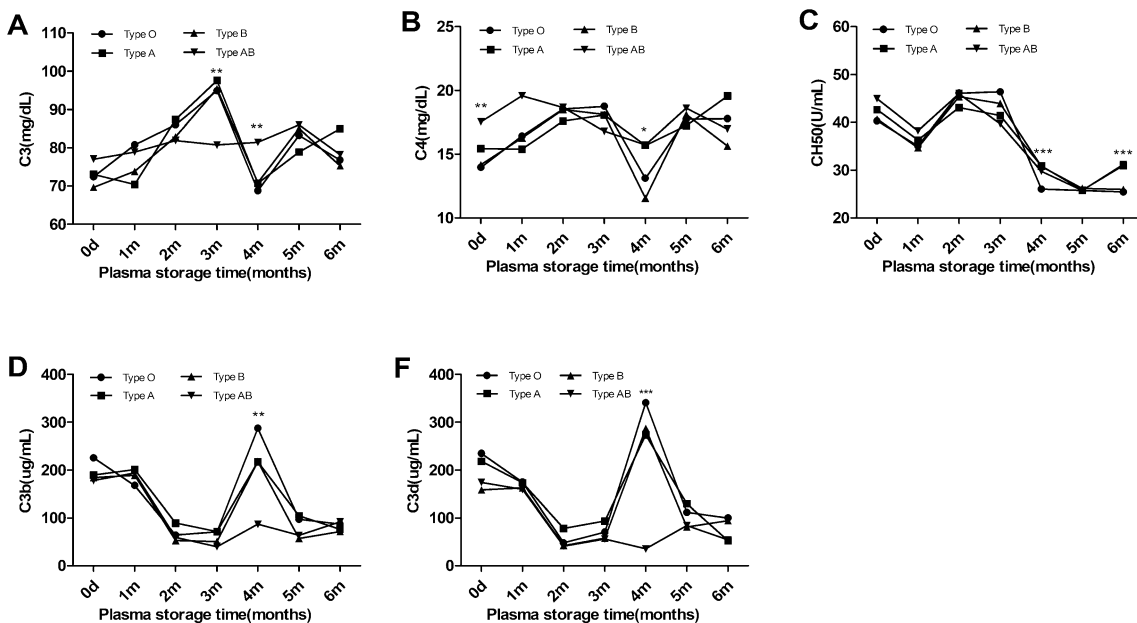 A
Type O
Type B
Type A
Type AB
C3(mg/dL)
110
100
90
80
70
60
**
**
0d
1m
2m
3m
4m
5m
6m
Plasma storage time(months)
B
Type O
Type B
Type A
Type AB
C4(mg/dL)
25
20
15
10
**
*
0d
1m
2m
3m
4m
5m
6m
Plasma storage time(months)
C
Type O
Type B
Type A
Type AB
CH50(U/mL)
60
50
40
30
20
***
***
0d
1m
2m
3m
4m
5m
6m
Plasma storage time(months)
D
Type O
Type B
Type A
Type AB
C3b(ug/mL)
400
300
200
100
0
**
0d
1m
2m
3m
4m
5m
6m
Plasma storage time(months)
F
Type O
Type B
Type A
Type AB
C3d(ug/mL)
400
300
200
100
0
***
0d
1m
2m
3m
4m
5m
6m
Plasma storage time(months)